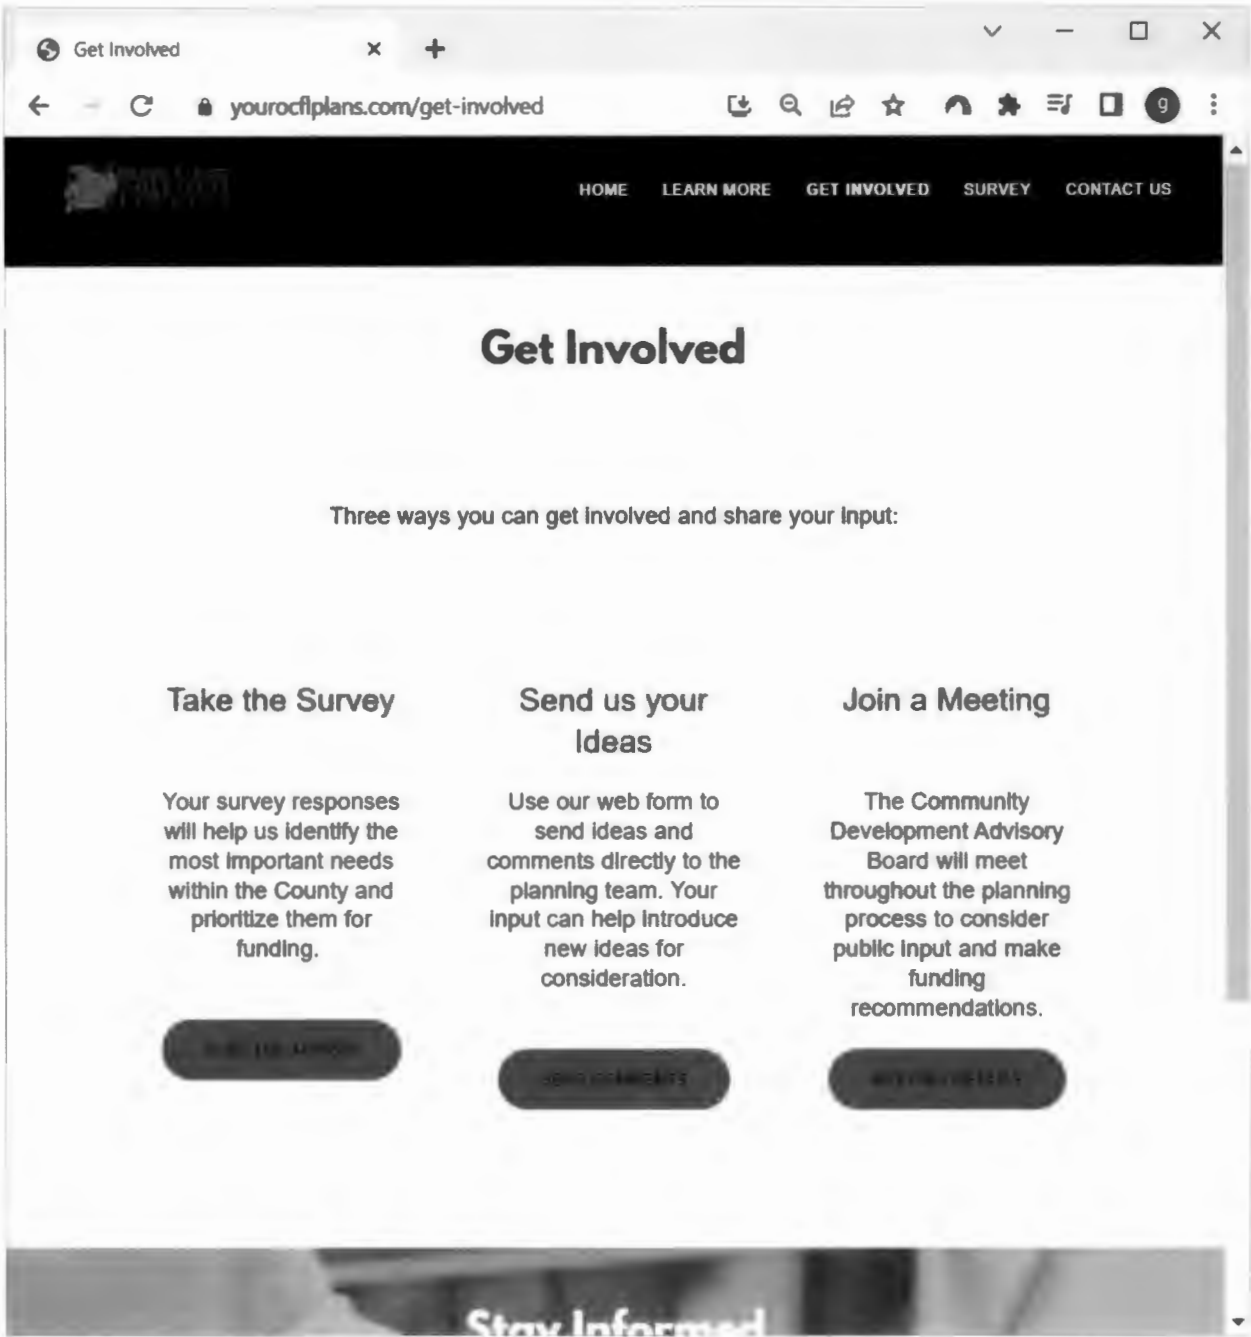 Get Involved
yourocflplans.com/get-involved
g
HOME LEARN MORE GET INVOLVED SURVEY CONTACT US
Get Involved
Three ways you can get involved and share your input:
Take the Survey
Your survey responses
will help us identify the
most important needs
within the County and
prioritize them for
funding.
Send us your
Ideas
Use our web form to
send ideas and
comments directly to the
planning team. Your
input can help introduce
new ideas for
consideration.
SEND COMMENTS
Join a Meeting
The Community
Development Advisory
Board will meet
throughout the planning
process to consider
public input and make
funding
recommendations.
Stay Informed